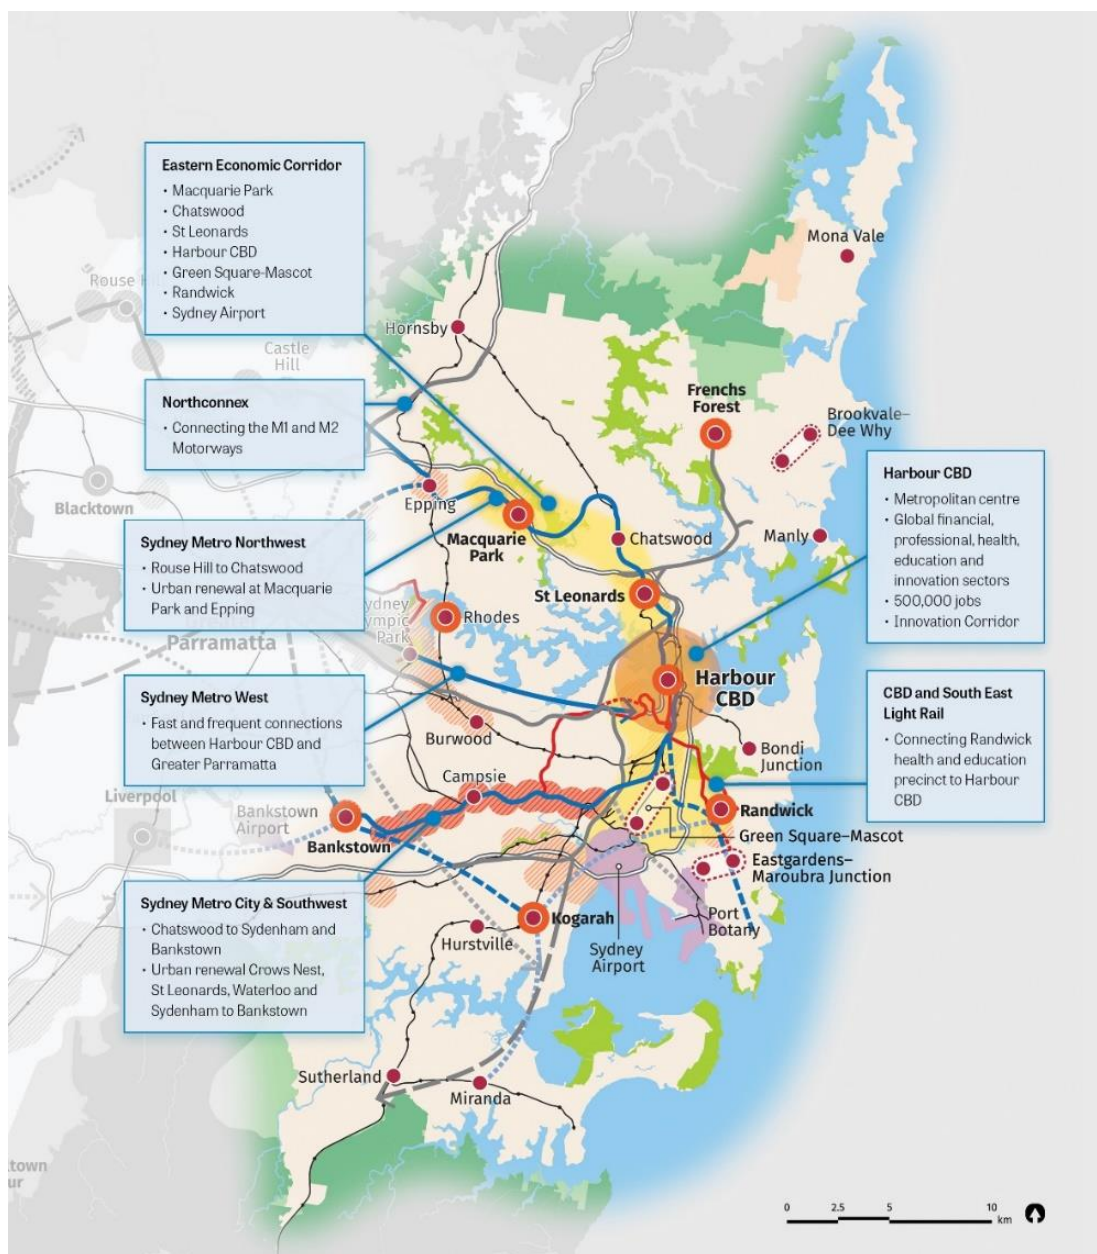 Eastern Economic Corridor
• Macquarie Park
• Chatswood
• St Leonards
• Harbour CBD
• Green Square-Mascot
• Randwick
• Sydney Airport
Mona Vale
Rouse
Hornsby
Castle
Hill
Northconnex
• Connecting the M1 and M2
Motorways
Frenchs
Forest
Brookvale–
Dee Why
Harbour CBD
• Metropolitan centre
• Global financial,
professional, health,
education and
innovation sectors
• 500,000 jobs
• Innovation Corridor
Blacktown
Epping
Macquarie
Park
Chatswood
Manly
Sydney Metro Northwest
• Rouse Hill to Chatswood
• Urban renewal at Macquarie
Park and Epping
St Leonards
Rhodes
Park
Parramatta
Harbour
CBD
Sydney Metro West
• Fast and frequent connections
between Harbour CBD and
Greater Parramatta
CBD and South East
Light Rail
• Connecting Randwick
health and education
precinct to Harbour
CBD
Burwood
Bondi
Junction
Campsie
Liverpool
Bankstown
Airport
Bankstown
Randwick
Green Square–Mascot
Eastgardens–
Maroubra Junction
Sydney Metro City & Southwest
• Chatswood to Sydenham and
Bankstown
• Urban renewal Crows Nest,
St Leonards, Waterloo and
Sydenham to Bankstown
Kogarah
Hurstville
Port
Botany
Sydney
Airport
Sutherland
Miranda
0 2.5 5 10
km